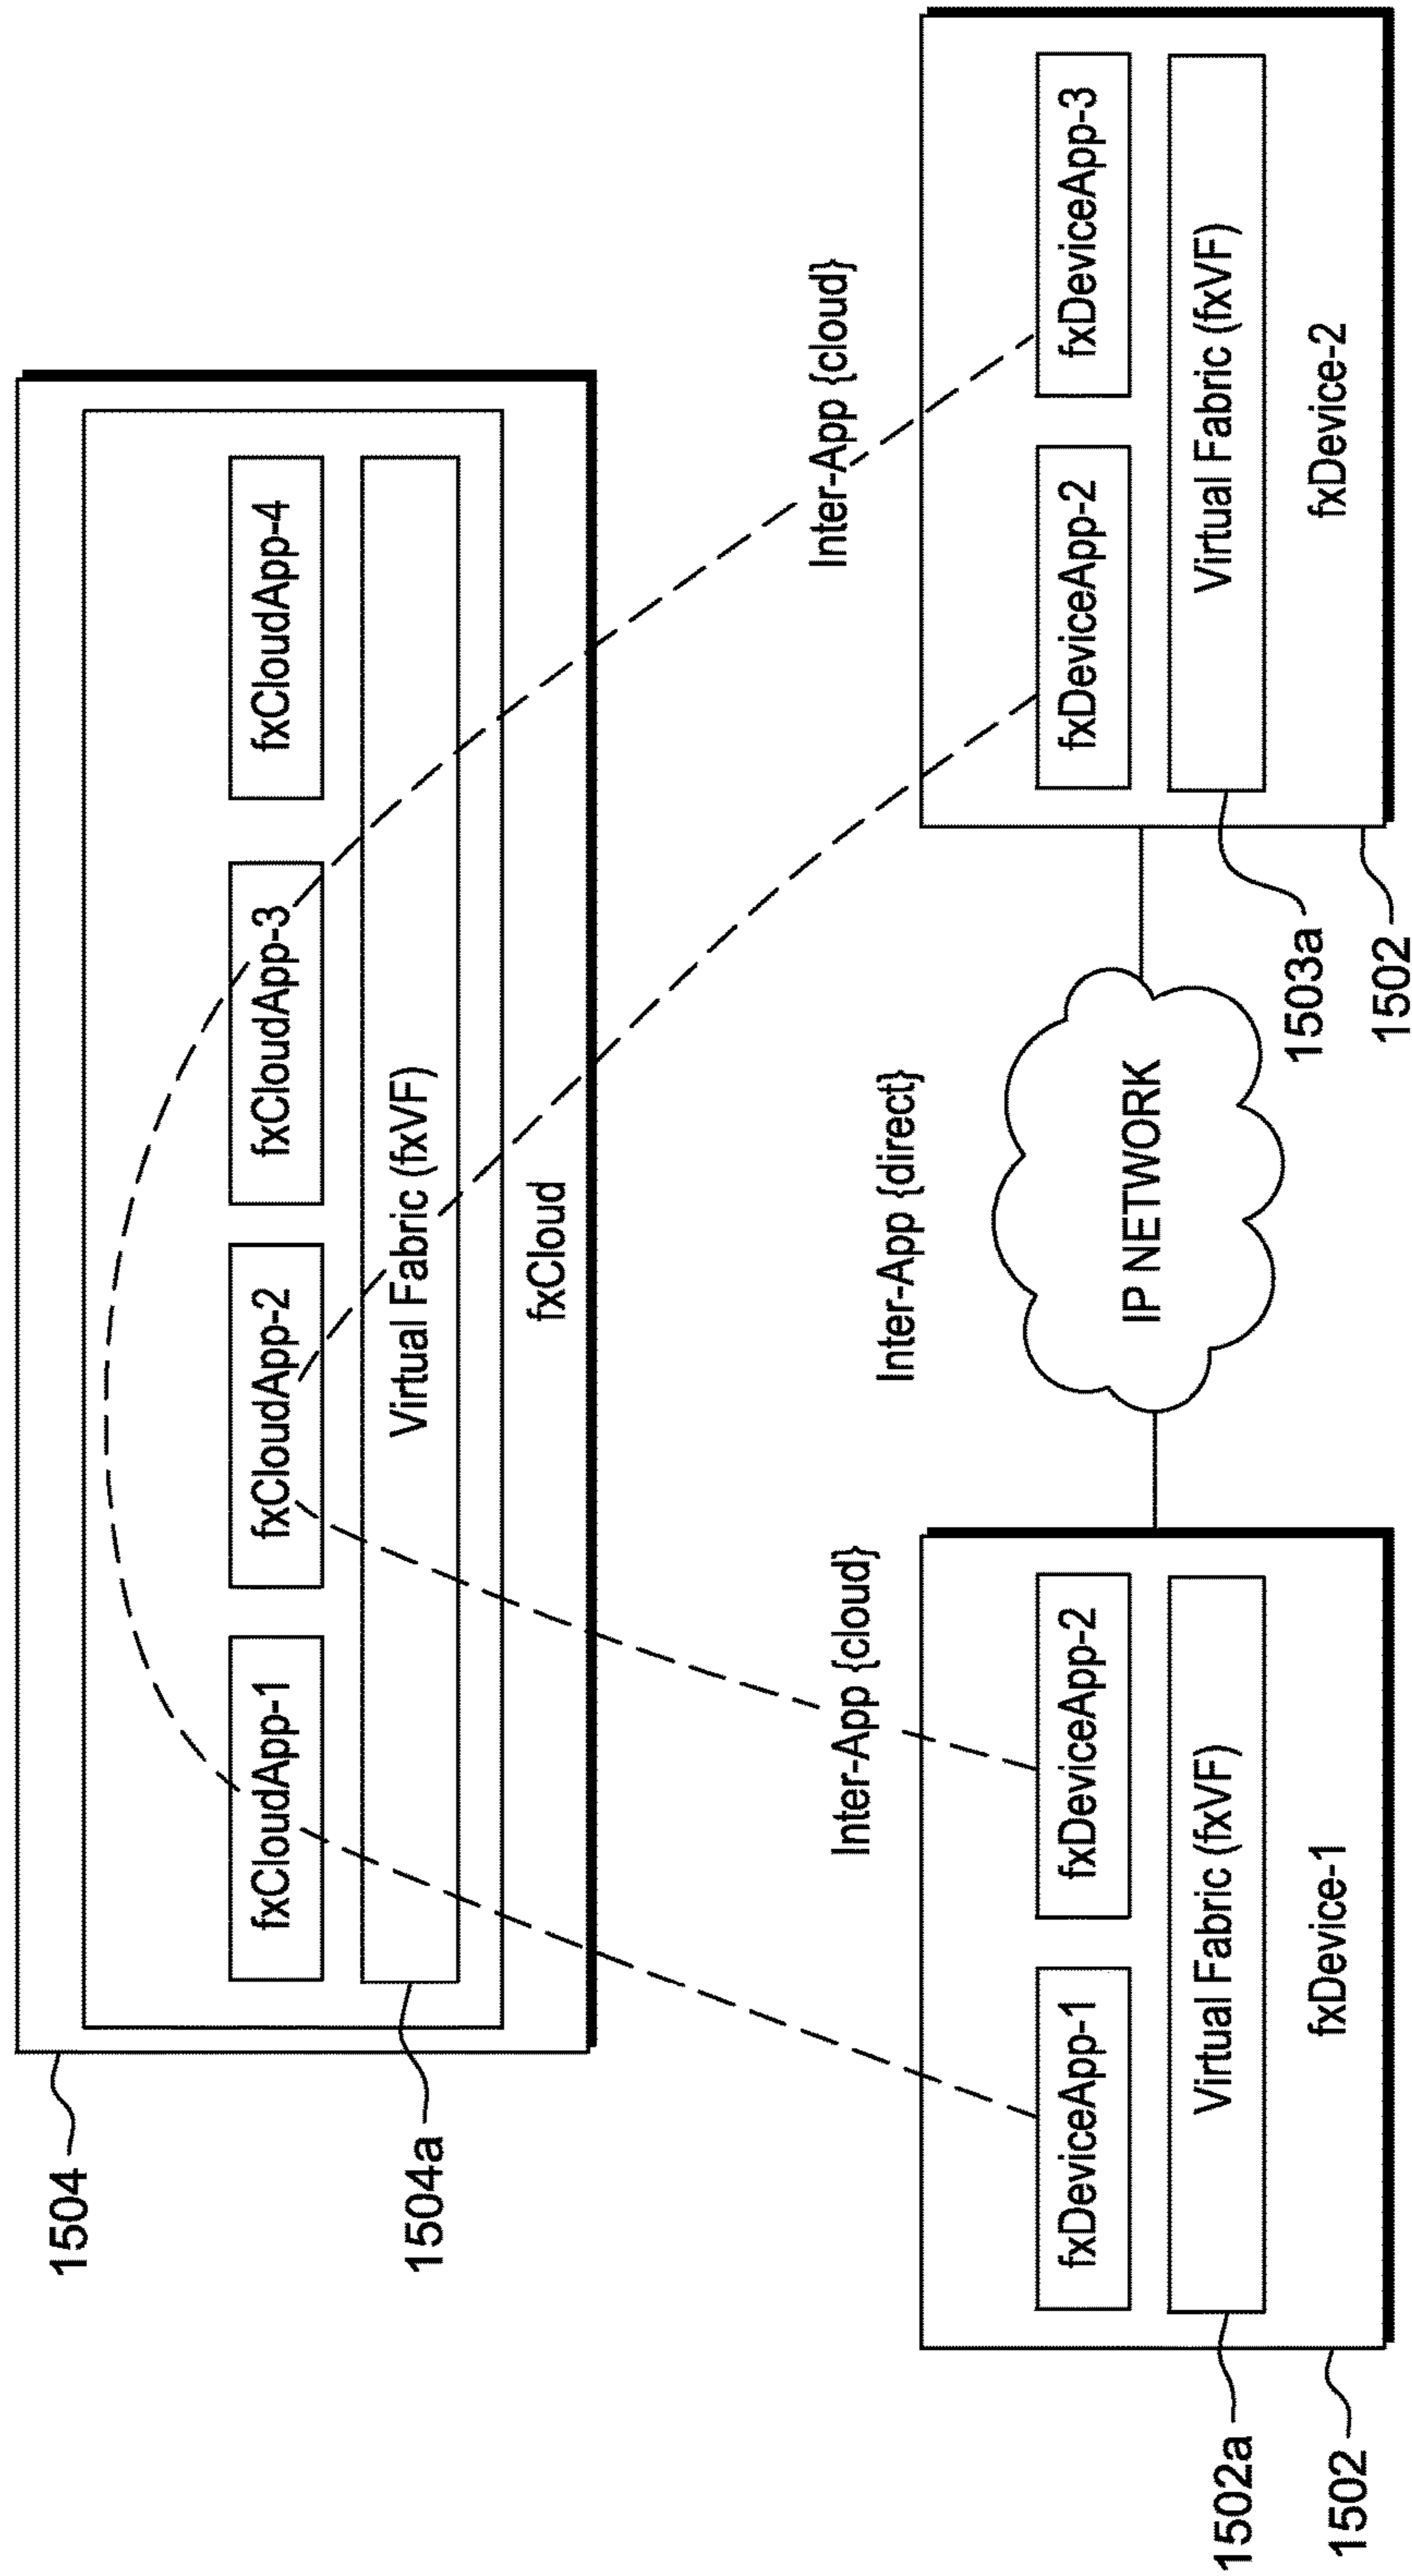 1504
fxCloudApp-1
fxCloudApp-2
fxCloudApp-3
fxCloudApp-4
Virtual Fabric (fxVF)
1504a
fxCloud
Inter-App {cloud}
Inter-App {direct}
Inter-App {cloud}
fxDeviceApp-1
fxDeviceApp-2
Virtual Fabric (fxVF)
fxDevice-1
1502a
1502
IP NETWORK
fxDeviceApp-2
fxDeviceApp-3
Virtual Fabric (fxVF)
fxDevice-2
1503a
1502